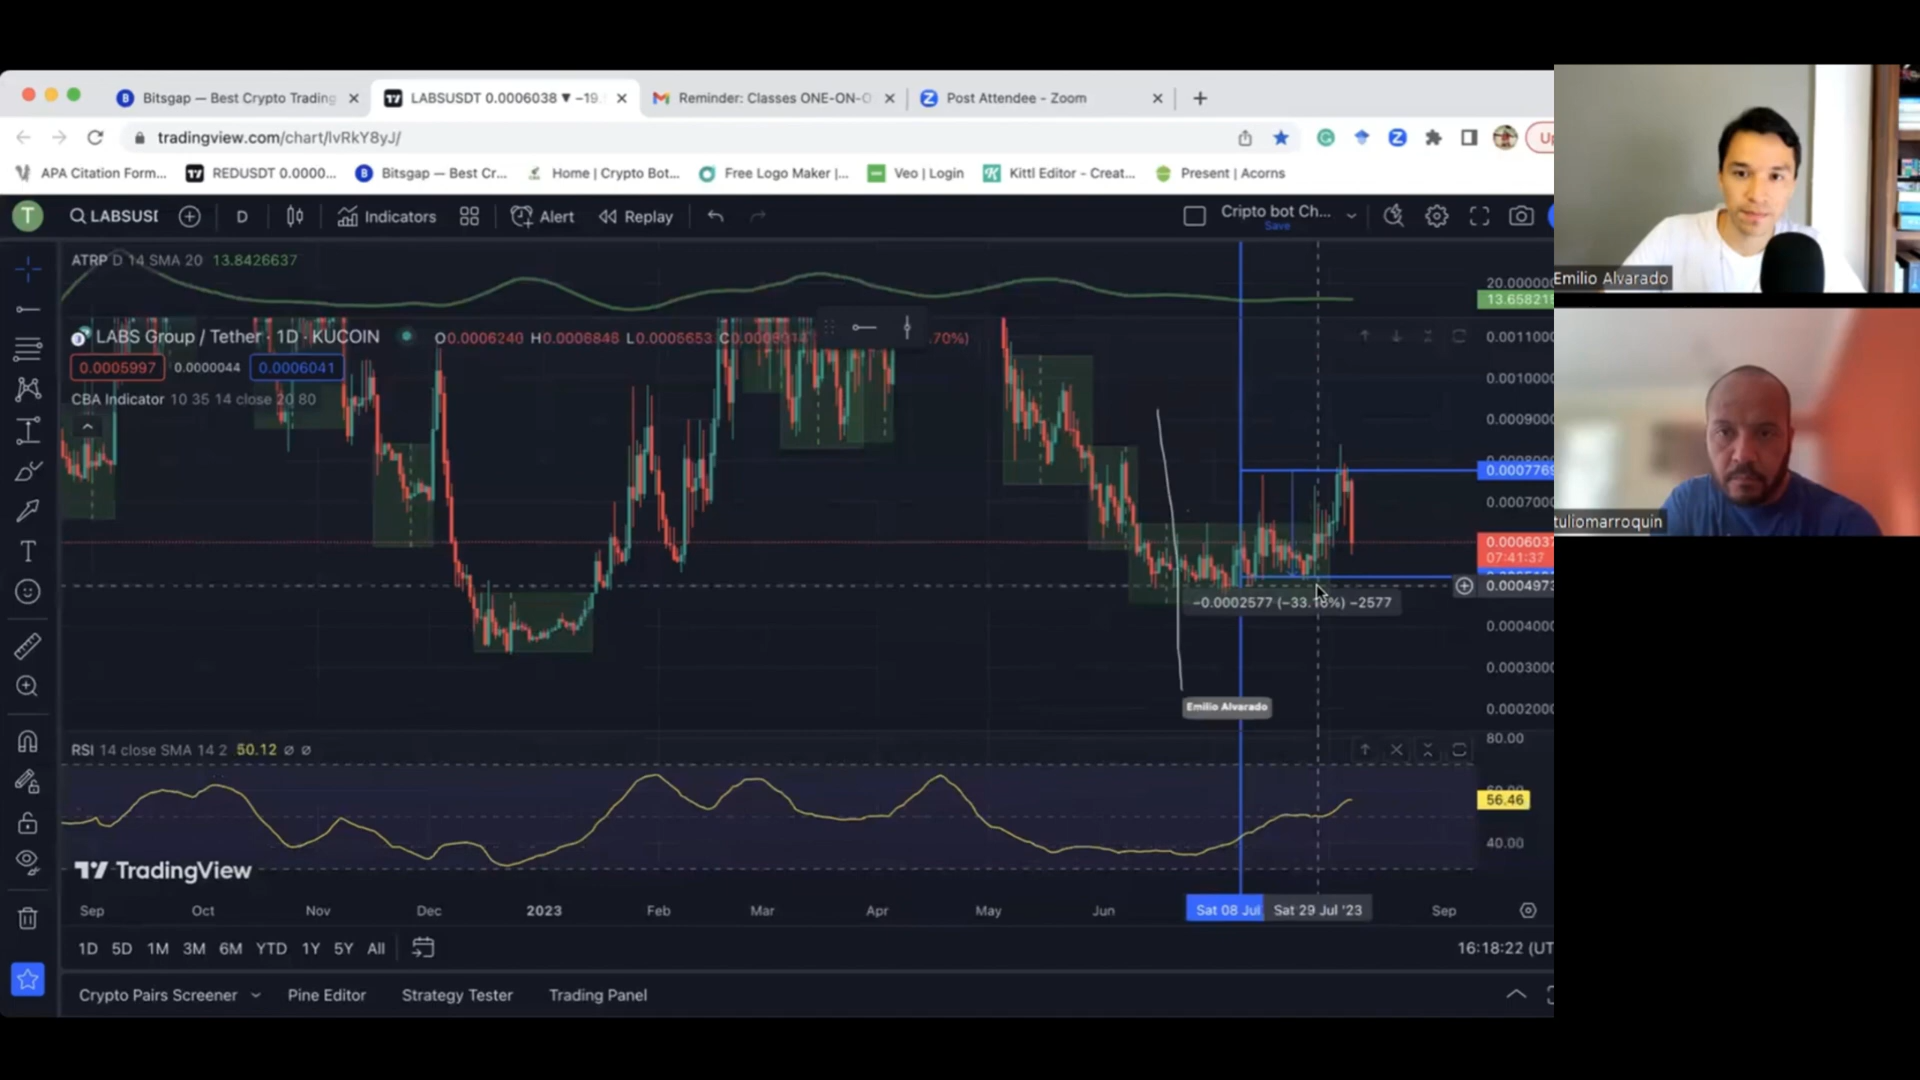 Bitsgap — Best Crypto Trading
LABSUSDT 0.0006038 ▼ −19.
Reminder: Classes ONE-ON-O
Post Attendee - Zoom
tradingview.com/chart/lvRkY8yJ/
APA Citation Form...
REDUSDT 0.0000...
Bitsgap — Best Cr...
Home | Crypto Bot...
Free Logo Maker |...
Veo | Login
Kittl Editor - Creat...
Present | Acorns
T
LABSUSI
D
Indicators
Alert
Replay
Cripto bot Ch...
Save
ATRP D 14 SMA 20 13.8426637
20.000000
13.658215
LABS Group / Tether · 1D · KUCOIN
O0.0006240 H0.0006846 L0.0005653
.70%)
0.0005997 0.0000044 0.0006041
CBA Indicator 10 35 14 close 20 80
0.0011000
0.0010000
0.0009000
0.0007769
0.0007000
0.0006037
07:41:37
0.0004973
0.0004000
0.0003000
0.0002000
−0.0002577 (−33.16%) −2577
Emilio Alvarado
RSI 14 close SMA 14 2 50.12 ∅ ∅
80.00
56.46
40.00
TradingView
Sep Oct Nov Dec 2023 Feb Mar Apr May Jun Sat 08 Jul Sat 29 Jul '23 Sep
1D 5D 1M 3M 6M YTD 1Y 5Y All
16:18:22 (UT
Crypto Pairs Screener
Pine Editor
Strategy Tester
Trading Panel
Emilio Alvarado
tuliomarroquin